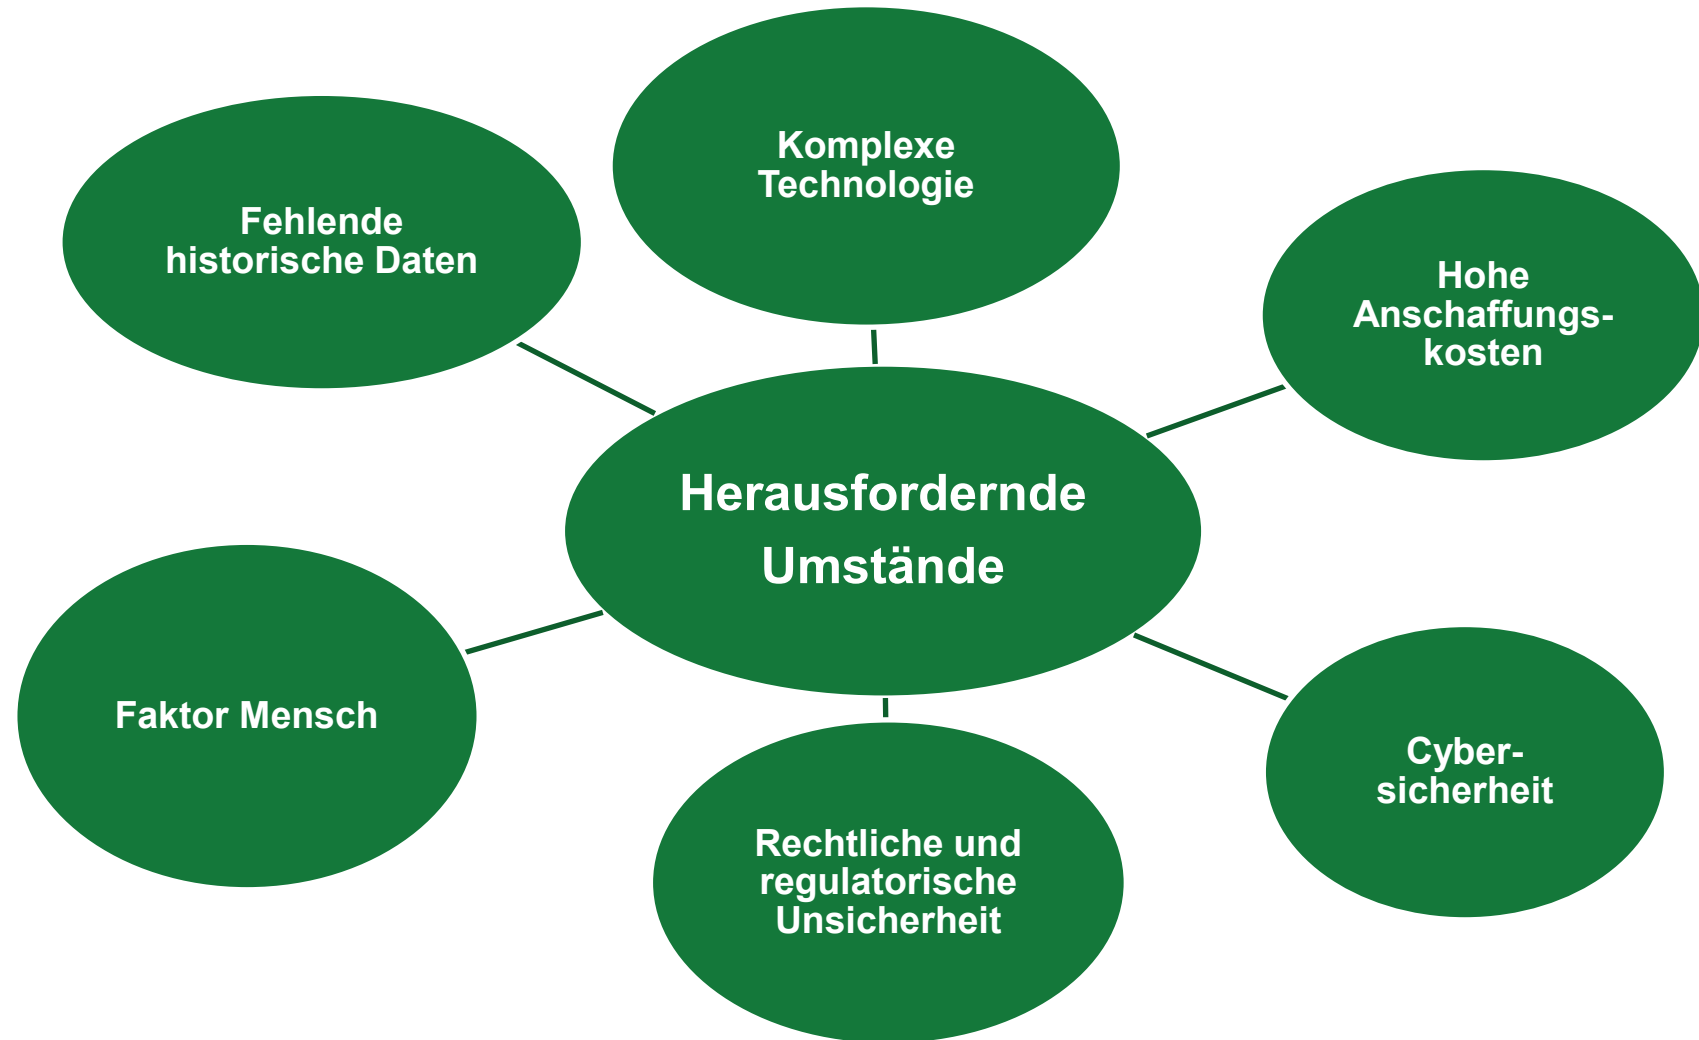 Komplexe
Technologie
Fehlende
historische Daten
Hohe
Anschaffungs-
kosten
Herausfordernde
Umstände
Faktor Mensch
Cyber-
sicherheit
Rechtliche und
regulatorische
Unsicherheit